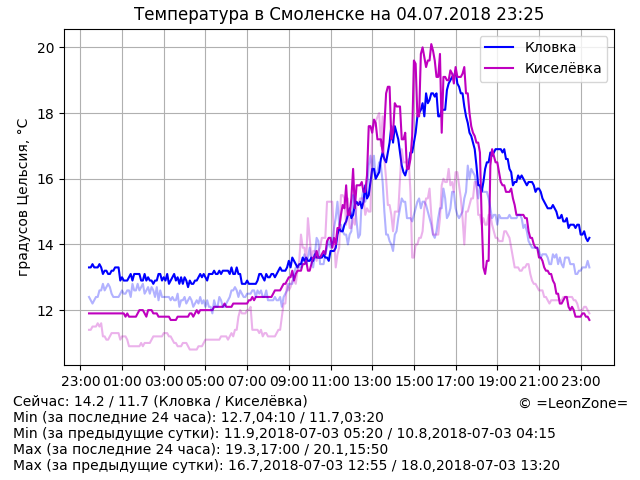 Температура в Смоленске на 04.07.2018 23:25
Кловка
Киселёвка
градусов Цельсия, °C
20
18
16
14
12
23:00 01:00 03:00 05:00 07:00 09:00 11:00 13:00 15:00 17:00 19:00 21:00 23:00
Сейчас: 14.2 / 11.7 (Кловка / Киселёвка)
© =LeonZone=
Min (за последние 24 часа): 12.7,04:10 / 11.7,03:20
Min (за предыдущие сутки): 11.9,2018-07-03 05:20 / 10.8,2018-07-03 04:15
Max (за последние 24 часа): 19.3,17:00 / 20.1,15:50
Max (за предыдущие сутки): 16.7,2018-07-03 12:55 / 18.0,2018-07-03 13:20